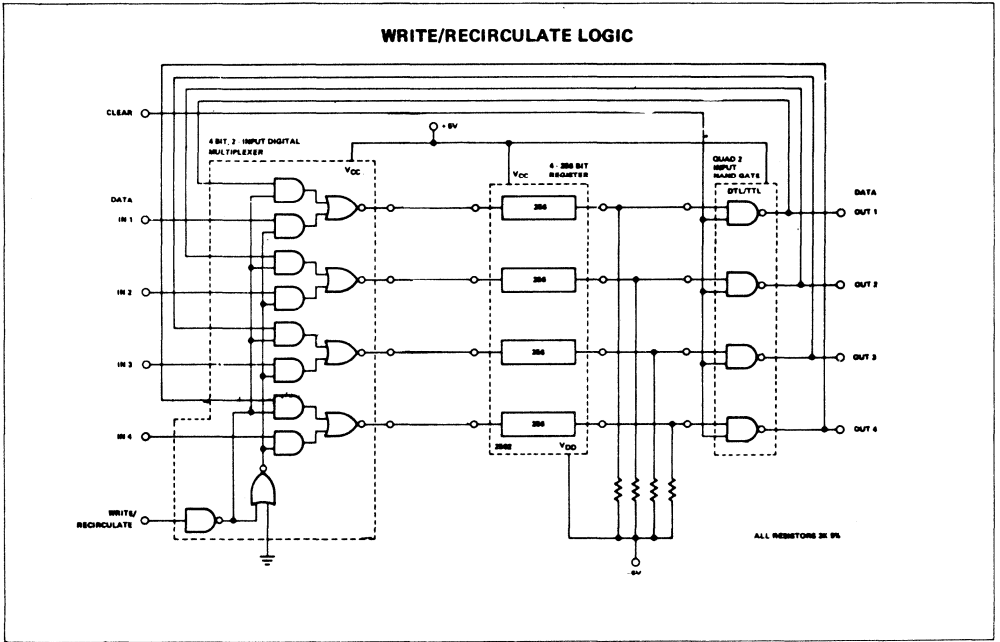 WRITE/RECIRCULATE LOGIC
CLEAR
+ 5V
4 BIT, 2 - INPUT DIGITAL
MULTIPLEXER
VCC
4 - 256 BIT
REGISTER
VCC
QUAD 2
INPUT
NAND GATE
DTL/TTL
DATA
IN 1
256
DATA
OUT 1
IN 2
256
OUT 2
IN 3
256
OUT 3
IN 4
256
OUT 4
VDD
WRITE/
RECIRCULATE
ALL RESISTORS 3K 5%
-5V